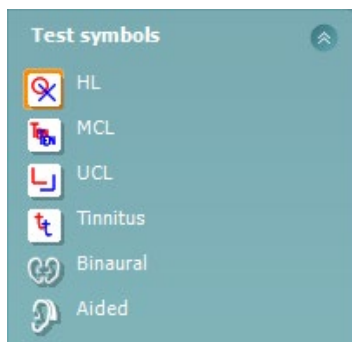 Test symbols
HL
MCL
UCL
Tinnitus
Binaural
Aided